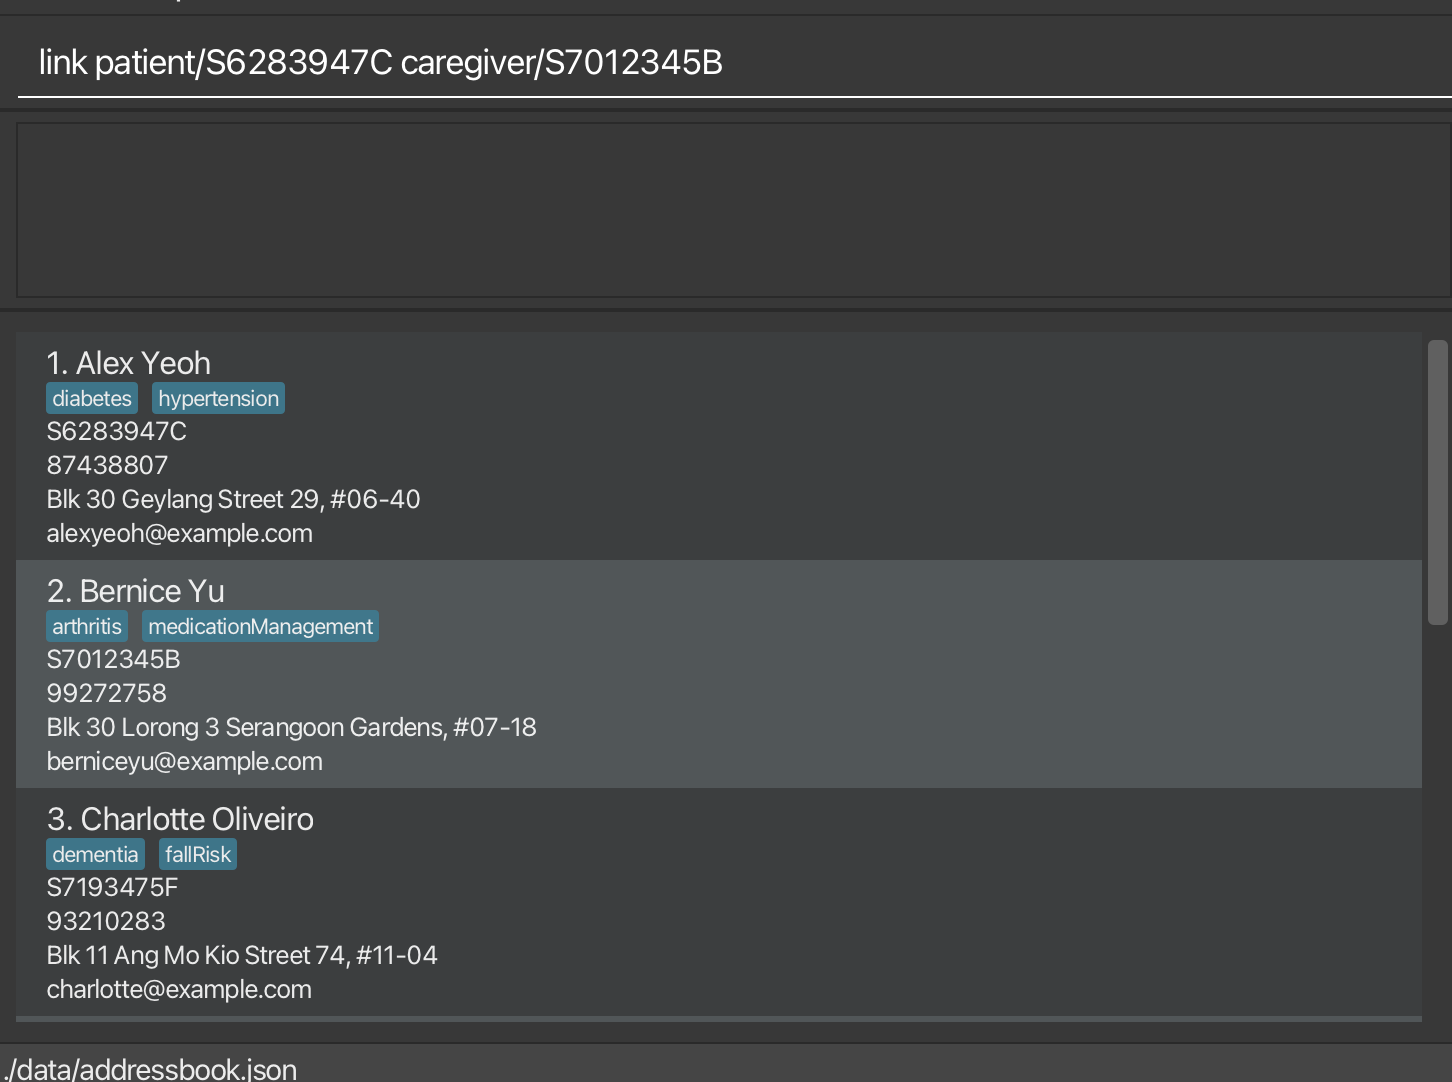 link patient/S6283947C caregiver/S7012345B
1. Alex Yeoh
diabetes hypertension
S6283947C
87438807
Blk 30 Geylang Street 29, #06-40
alexyeoh@example.com
2. Bernice Yu
arthritis medicationManagement
S7012345B
99272758
Blk 30 Lorong 3 Serangoon Gardens, #07-18
berniceyu@example.com
3. Charlotte Oliveiro
dementia fallRisk
S7193475F
93210283
Blk 11 Ang Mo Kio Street 74, #11-04
charlotte@example.com
./data/addressbook.json